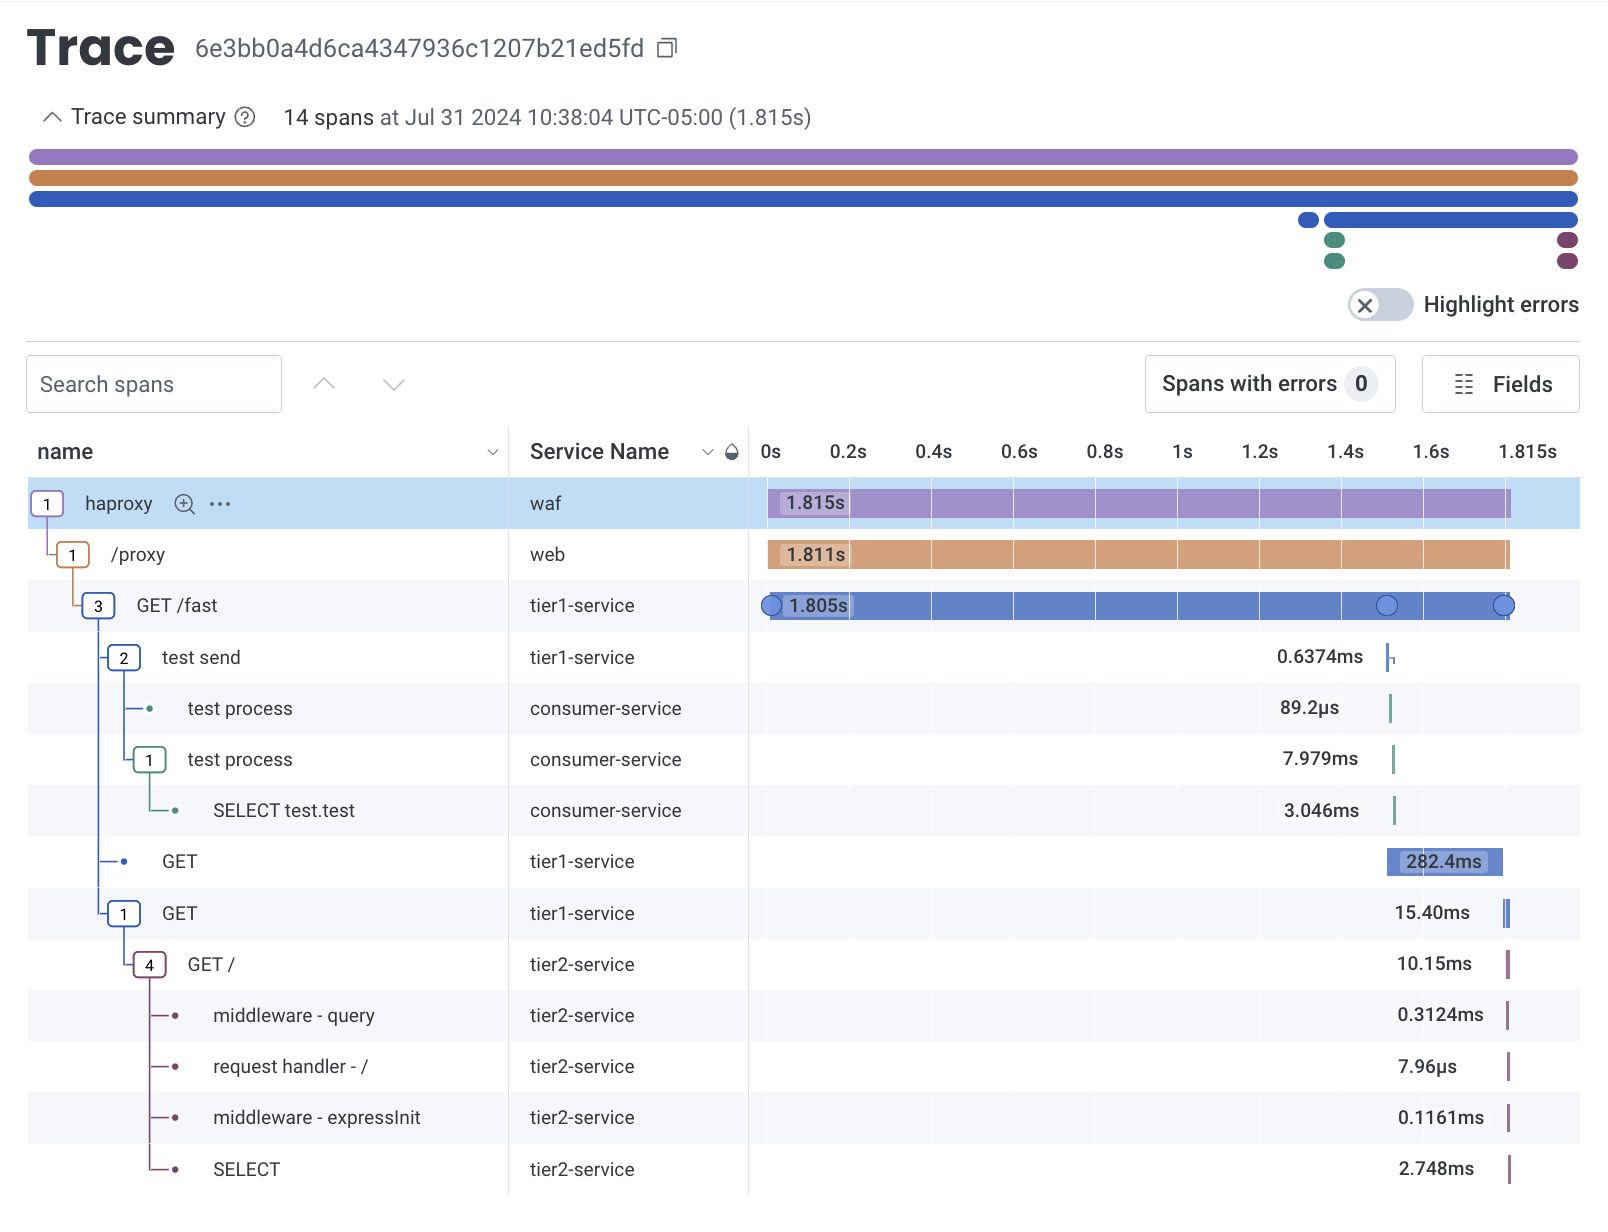 Trace 6e3bb0a4d6ca4347936c1207b21ed5fd
Trace summary ? 14 spans at Jul 31 2024 10:38:04 UTC-05:00 (1.815s)
Highlight errors
Search spans Spans with errors 0 Fields
name Service Name 0s 0.2s 0.4s 0.6s 0.8s 1s 1.2s 1.4s 1.6s 1.815s
1 haproxy waf 1.815s
1 /proxy web 1.811s
3 GET /fast tier1-service 1.805s
2 test send tier1-service 0.6374ms
test process consumer-service 89.2μs
1 test process consumer-service 7.979ms
SELECT test.test consumer-service 3.046ms
GET tier1-service 282.4ms
1 GET tier1-service 15.40ms
4 GET / tier2-service 10.15ms
middleware - query tier2-service 0.3124ms
request handler - / tier2-service 7.96μs
middleware - expressInit tier2-service 0.1161ms
SELECT tier2-service 2.748ms